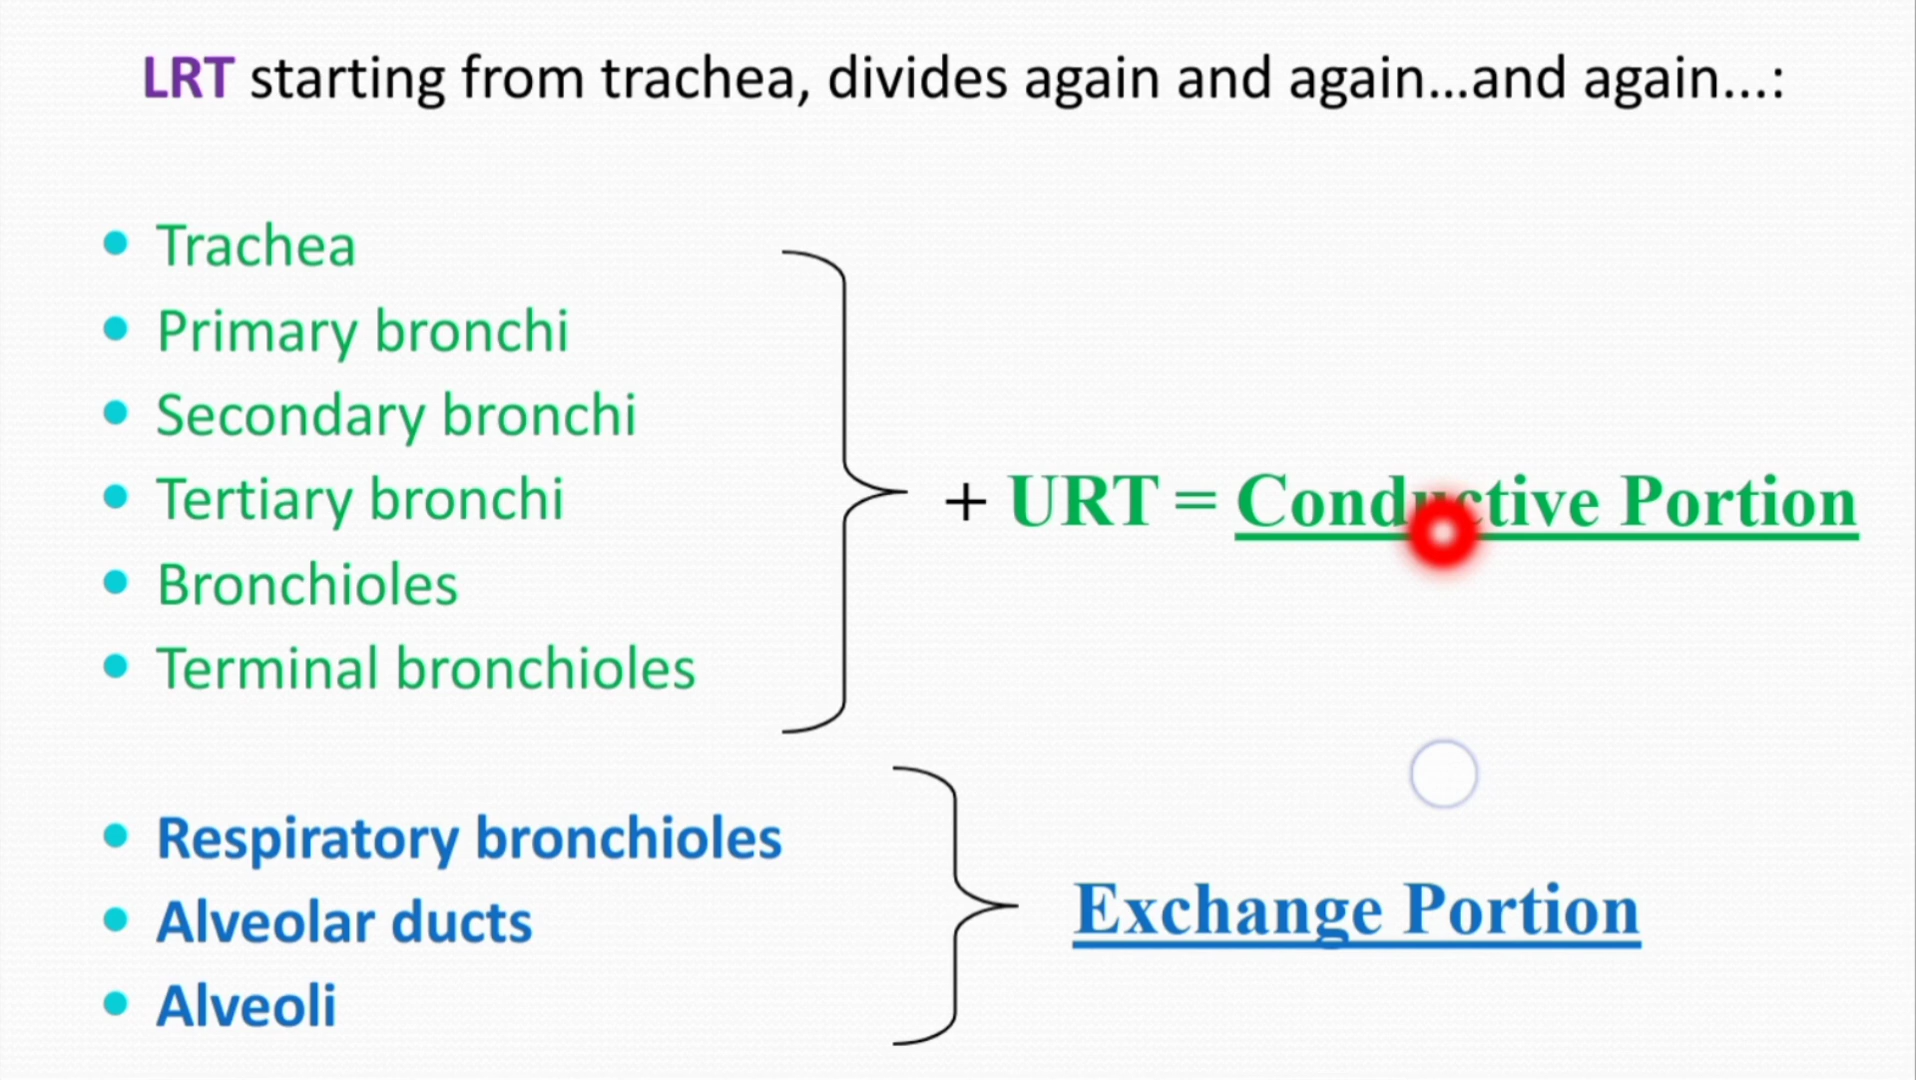 LRT starting from trachea, divides again and again...and again...:
• Trachea
• Primary bronchi
• Secondary bronchi
• Tertiary bronchi
• Bronchioles
• Terminal bronchioles
+ URT = Conductive Portion
• Respiratory bronchioles
• Alveolar ducts
• Alveoli
Exchange Portion